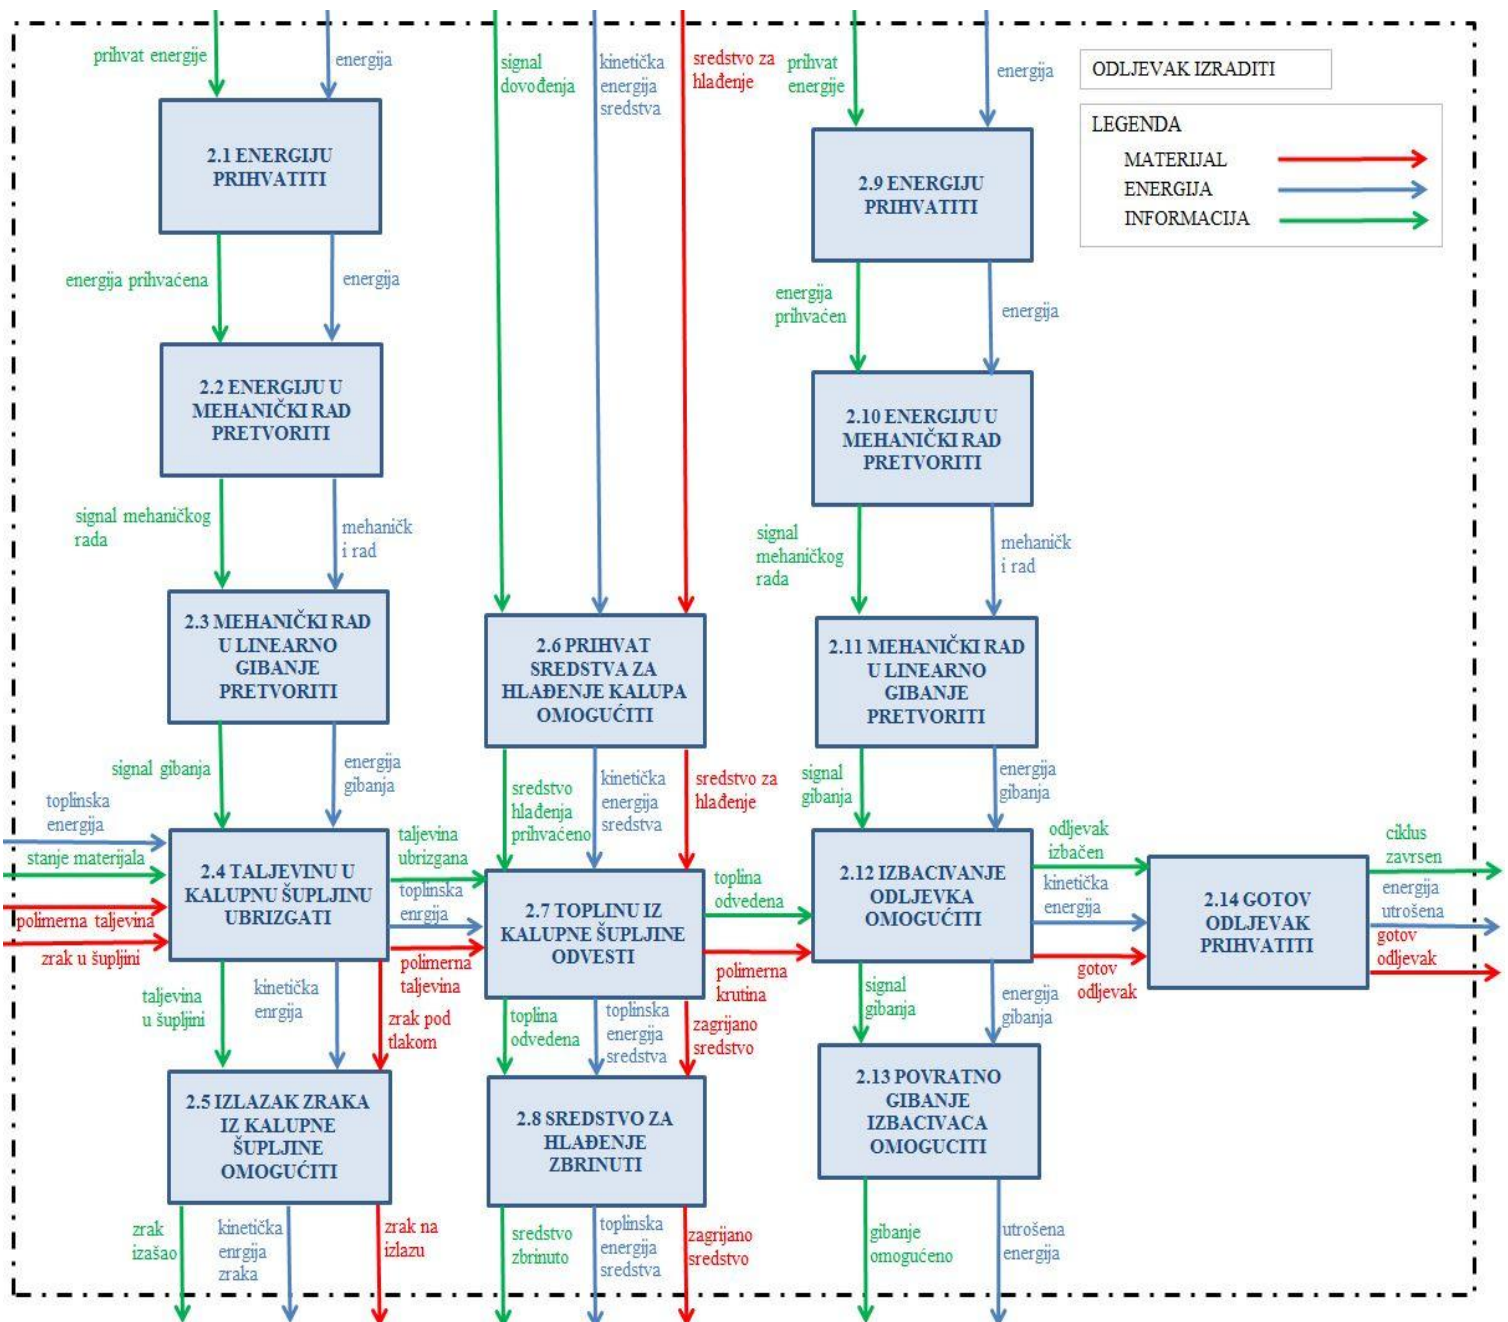 prihvat energije
energija
signal
dovođenja
kinetička
energija
sredstva
sredstvo za
hlađenje
prihvat
energije
energija
ODLJEVAK IZRADITI
LEGENDA
MATERIJAL
ENERGIJA
INFORMACIJA
2.1 ENERGIJU
PRIHVATITI
2.9 ENERGIJU
PRIHVATITI
energija prihvaćena
energija
energija
prihvaćen
energija
2.2 ENERGIJU U
MEHANIČKI RAD
PRETVORITI
2.10 ENERGIJU U
MEHANIČKI RAD
PRETVORITI
signal mehaničkog
rada
mehaničk
i rad
signal
mehaničkog
rada
mehaničk
i rad
2.3 MEHANIČKI RAD
U LINEARNO
GIBANJE
PRETVORITI
2.6 PRIHVAT
SREDSTVA ZA
HLAĐENJE KALUPA
OMOGUĆITI
2.11 MEHANIČKI RAD
U LINEARNO
GIBANJE
PRETVORITI
signal gibanja
energija
gibanja
sredstvo
hlađenja
prihvaćeno
kinetička
energija
sredstva
sredstvo za
hlađenje
signal
gibanja
energija
gibanja
toplinska
energija
stanje materijala
polimerna taljevina
zrak u šupljini
2.4 TALJEVINU U
KALUPNU ŠUPLJINU
UBRIZGATI
taljevina
ubrizgana
toplinska
enrgija
polimerna
taljevina
2.7 TOPLINU IZ
KALUPNE ŠUPLJINE
ODVESTI
toplina
odvedena
polimerna
krutina
2.12 IZBACIVANJE
ODLJEVKA
OMOGUĆITI
odljevak
izbačen
kinetička
energija
gotov
odljevak
2.14 GOTOV
ODLJEVAK
PRIHVATITI
ciklus
zavrsen
energija
utrošena
gotov
odljevak
taljevina
u šupljini
kinetička
enrgija
zrak pod
tlakom
toplina
odvedena
toplinska
energija
sredstva
zagrijano
sredstvo
signal
gibanja
energija
gibanja
2.5 IZLAZAK ZRAKA
IZ KALUPNE
ŠUPLJINE
OMOGUĆITI
2.8 SREDSTVO ZA
HLAĐENJE
ZBRINUTI
2.13 POVRATNO
GIBANJE
IZBACIVACA
OMOGUCITI
zrak
izašao
kinetička
enrgija
zraka
zrak na
izlazu
sredstvo
zbrinuto
toplinska
energija
sredstva
zagrijano
sredstvo
gibanje
omogućeno
utrošena
energija